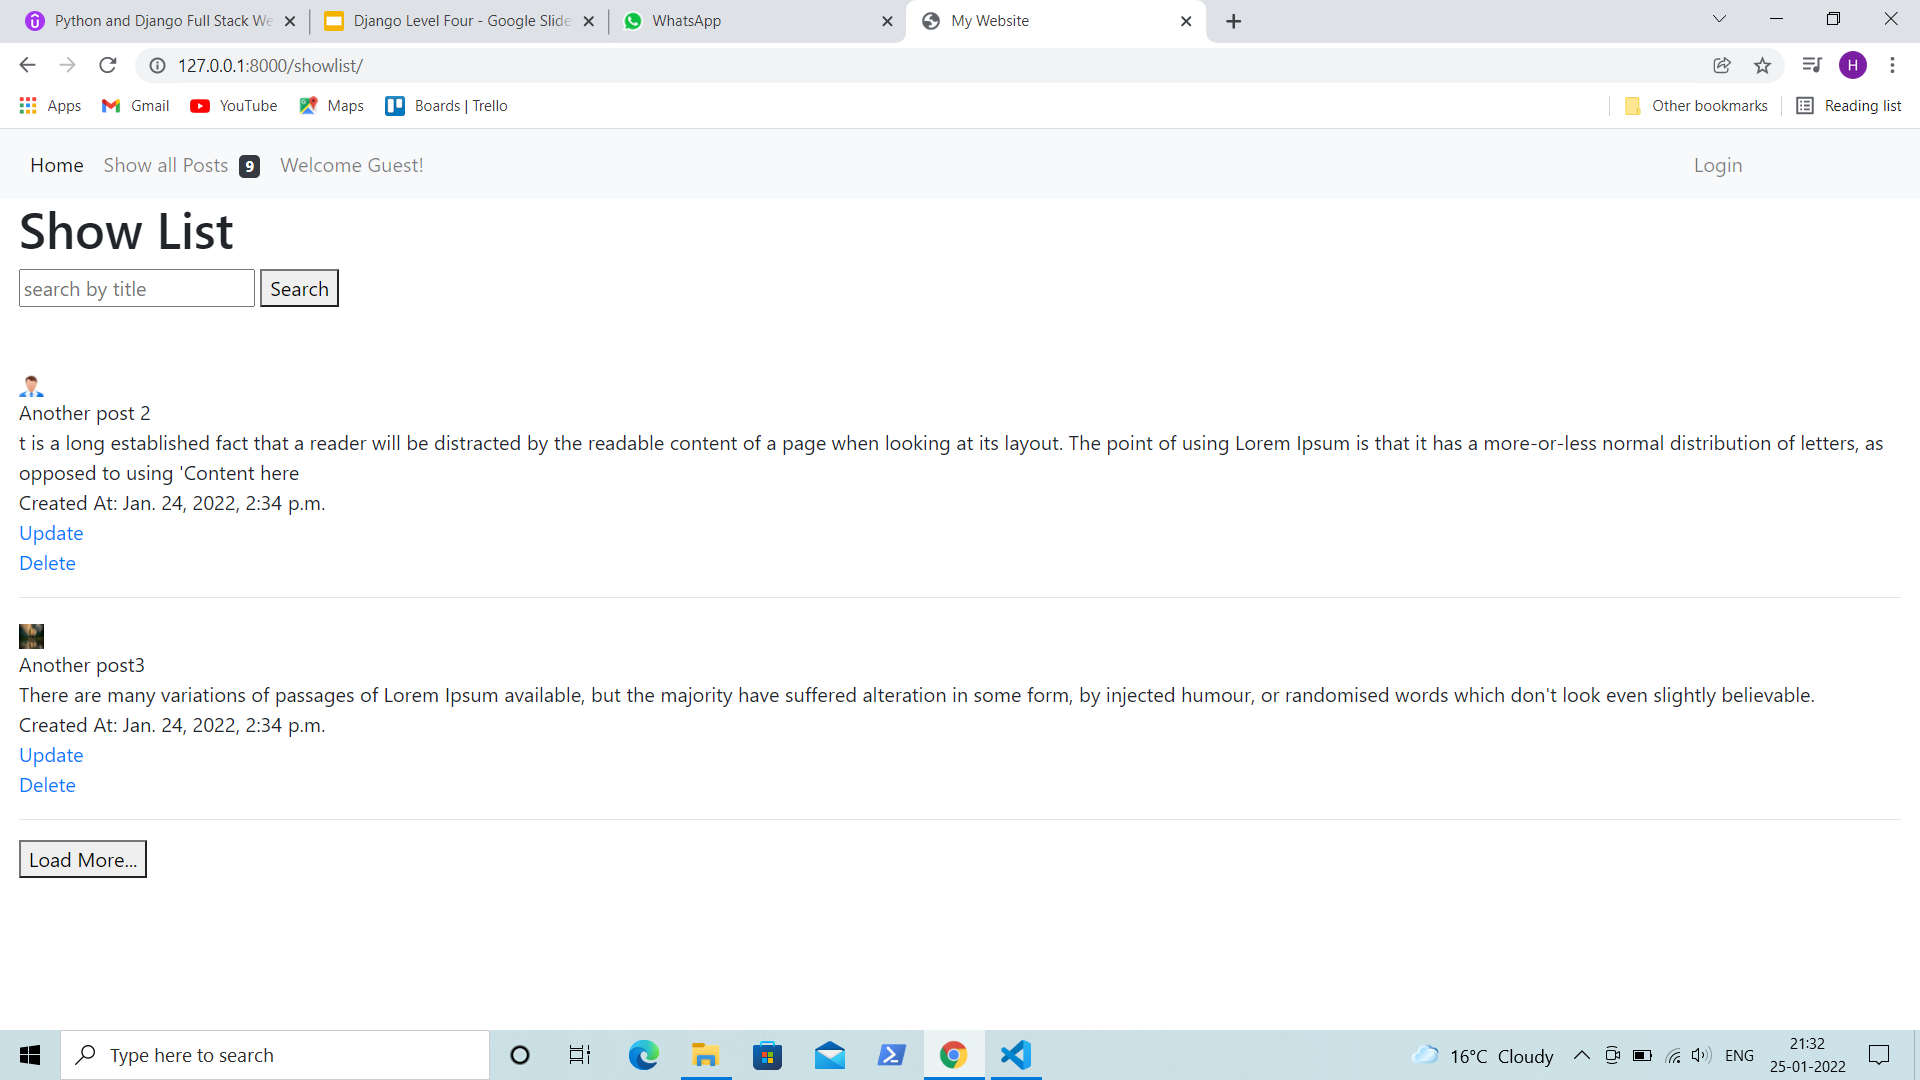 Python and Django Full Stack We
Django Level Four - Google Slide
WhatsApp
My Website
127.0.0.1:8000/showlist/
H
Apps
Gmail
YouTube
Maps
Boards | Trello
Other bookmarks
Reading list
Home
Show all Posts 9
Welcome Guest!
Login
Show List
search by title
Search
Another post 2
t is a long established fact that a reader will be distracted by the readable content of a page when looking at its layout. The point of using Lorem Ipsum is that it has a more-or-less normal distribution of letters, as
opposed to using 'Content here
Created At: Jan. 24, 2022, 2:34 p.m.
Update
Delete
Another post3
There are many variations of passages of Lorem Ipsum available, but the majority have suffered alteration in some form, by injected humour, or randomised words which don't look even slightly believable.
Created At: Jan. 24, 2022, 2:34 p.m.
Update
Delete
Load More...
Type here to search
16°C Cloudy
ENG
21:32
25-01-2022